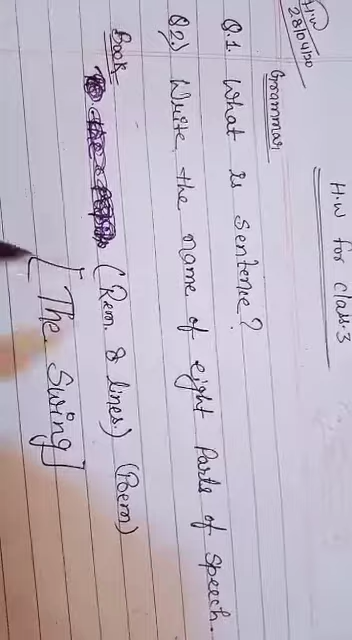 H.W
28/04/20
H.W for class.3
Grammar
Q.1. What is sentence?
Q2.) Write the name of eight Parts of speech.
Book
(Rem. 8 lines.) (Poem)
[The Swing]